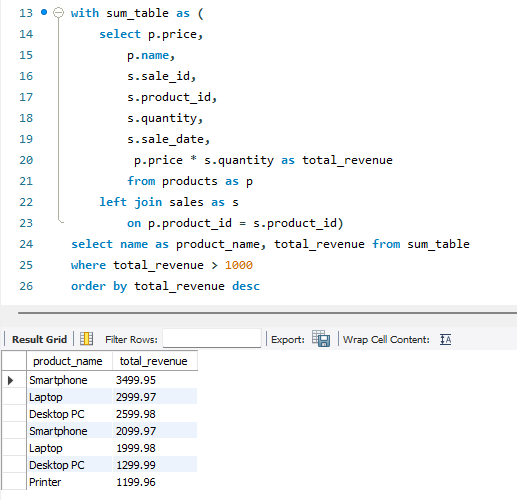 13 with sum_table as (
14 select p.price,
15 p.name,
16 s.sale_id,
17 s.product_id,
18 s.quantity,
19 s.sale_date,
20 p.price * s.quantity as total_revenue
21 from products as p
22 left join sales as s
23 on p.product_id = s.product_id)
24 select name as product_name, total_revenue from sum_table
25 where total_revenue > 1000
26 order by total_revenue desc
Result Grid Filter Rows: Export: Wrap Cell Content:
product_name total_revenue
Smartphone 3499.95
Laptop 2999.97
Desktop PC 2599.98
Smartphone 2099.97
Laptop 1999.98
Desktop PC 1299.99
Printer 1199.96